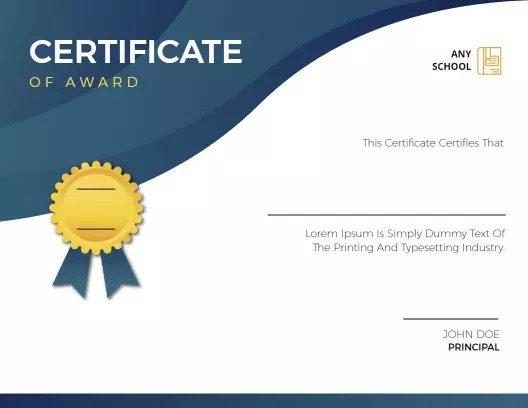 CERTIFICATE
OF AWARD
ANY
SCHOOL
This Certificate Certifies That
Lorem Ipsum Is Simply Dummy Text Of
The Printing And Typesetting Industry.
JOHN DOE
PRINCIPAL